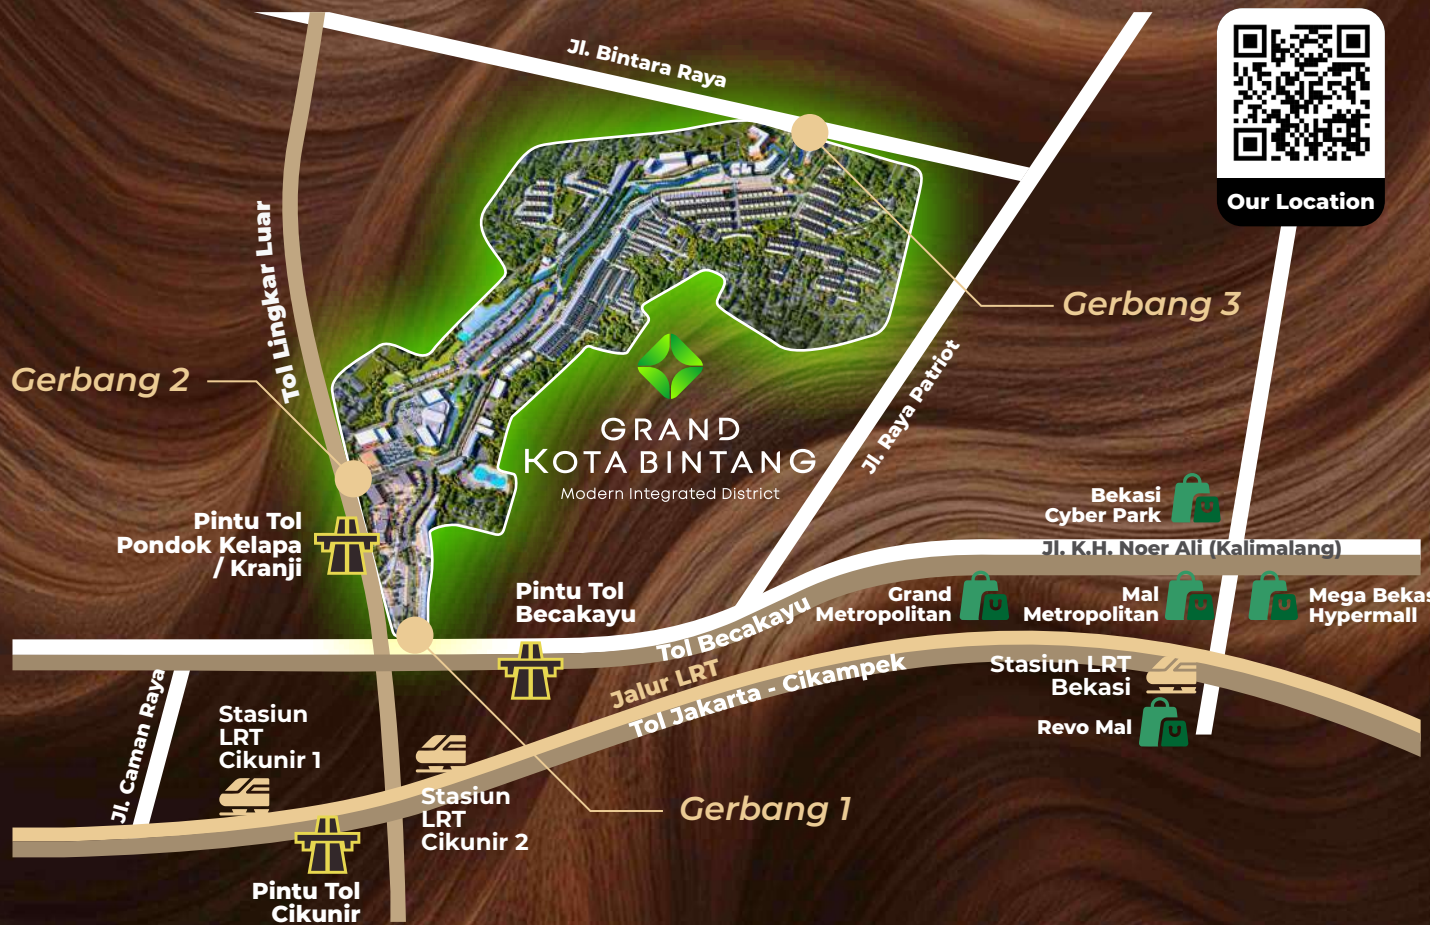 Jl. Bintara Raya
Our Location
Tol Lingkar Luar
Gerbang 3
Gerbang 2
Jl. Raya Patriot
GRAND
KOTA BINTANG
Modern Integrated District
Bekasi
Cyber Park
Pintu Tol
Pondok Kelapa
/ Kranji
Jl. K.H. Noer Ali (Kalimalang)
Pintu Tol
Becakayu
Grand
Metropolitan
Mal
Metropolitan
Mega Bekas
Hypermall
Tol Becakayu
Jalur LRT
Tol Jakarta - Cikampek
Stasiun LRT
Bekasi
Revo Mal
Jl. Caman Raya
Stasiun
LRT
Cikunir 1
Stasiun
LRT
Cikunir 2
Gerbang 1
Pintu Tol
Cikunir